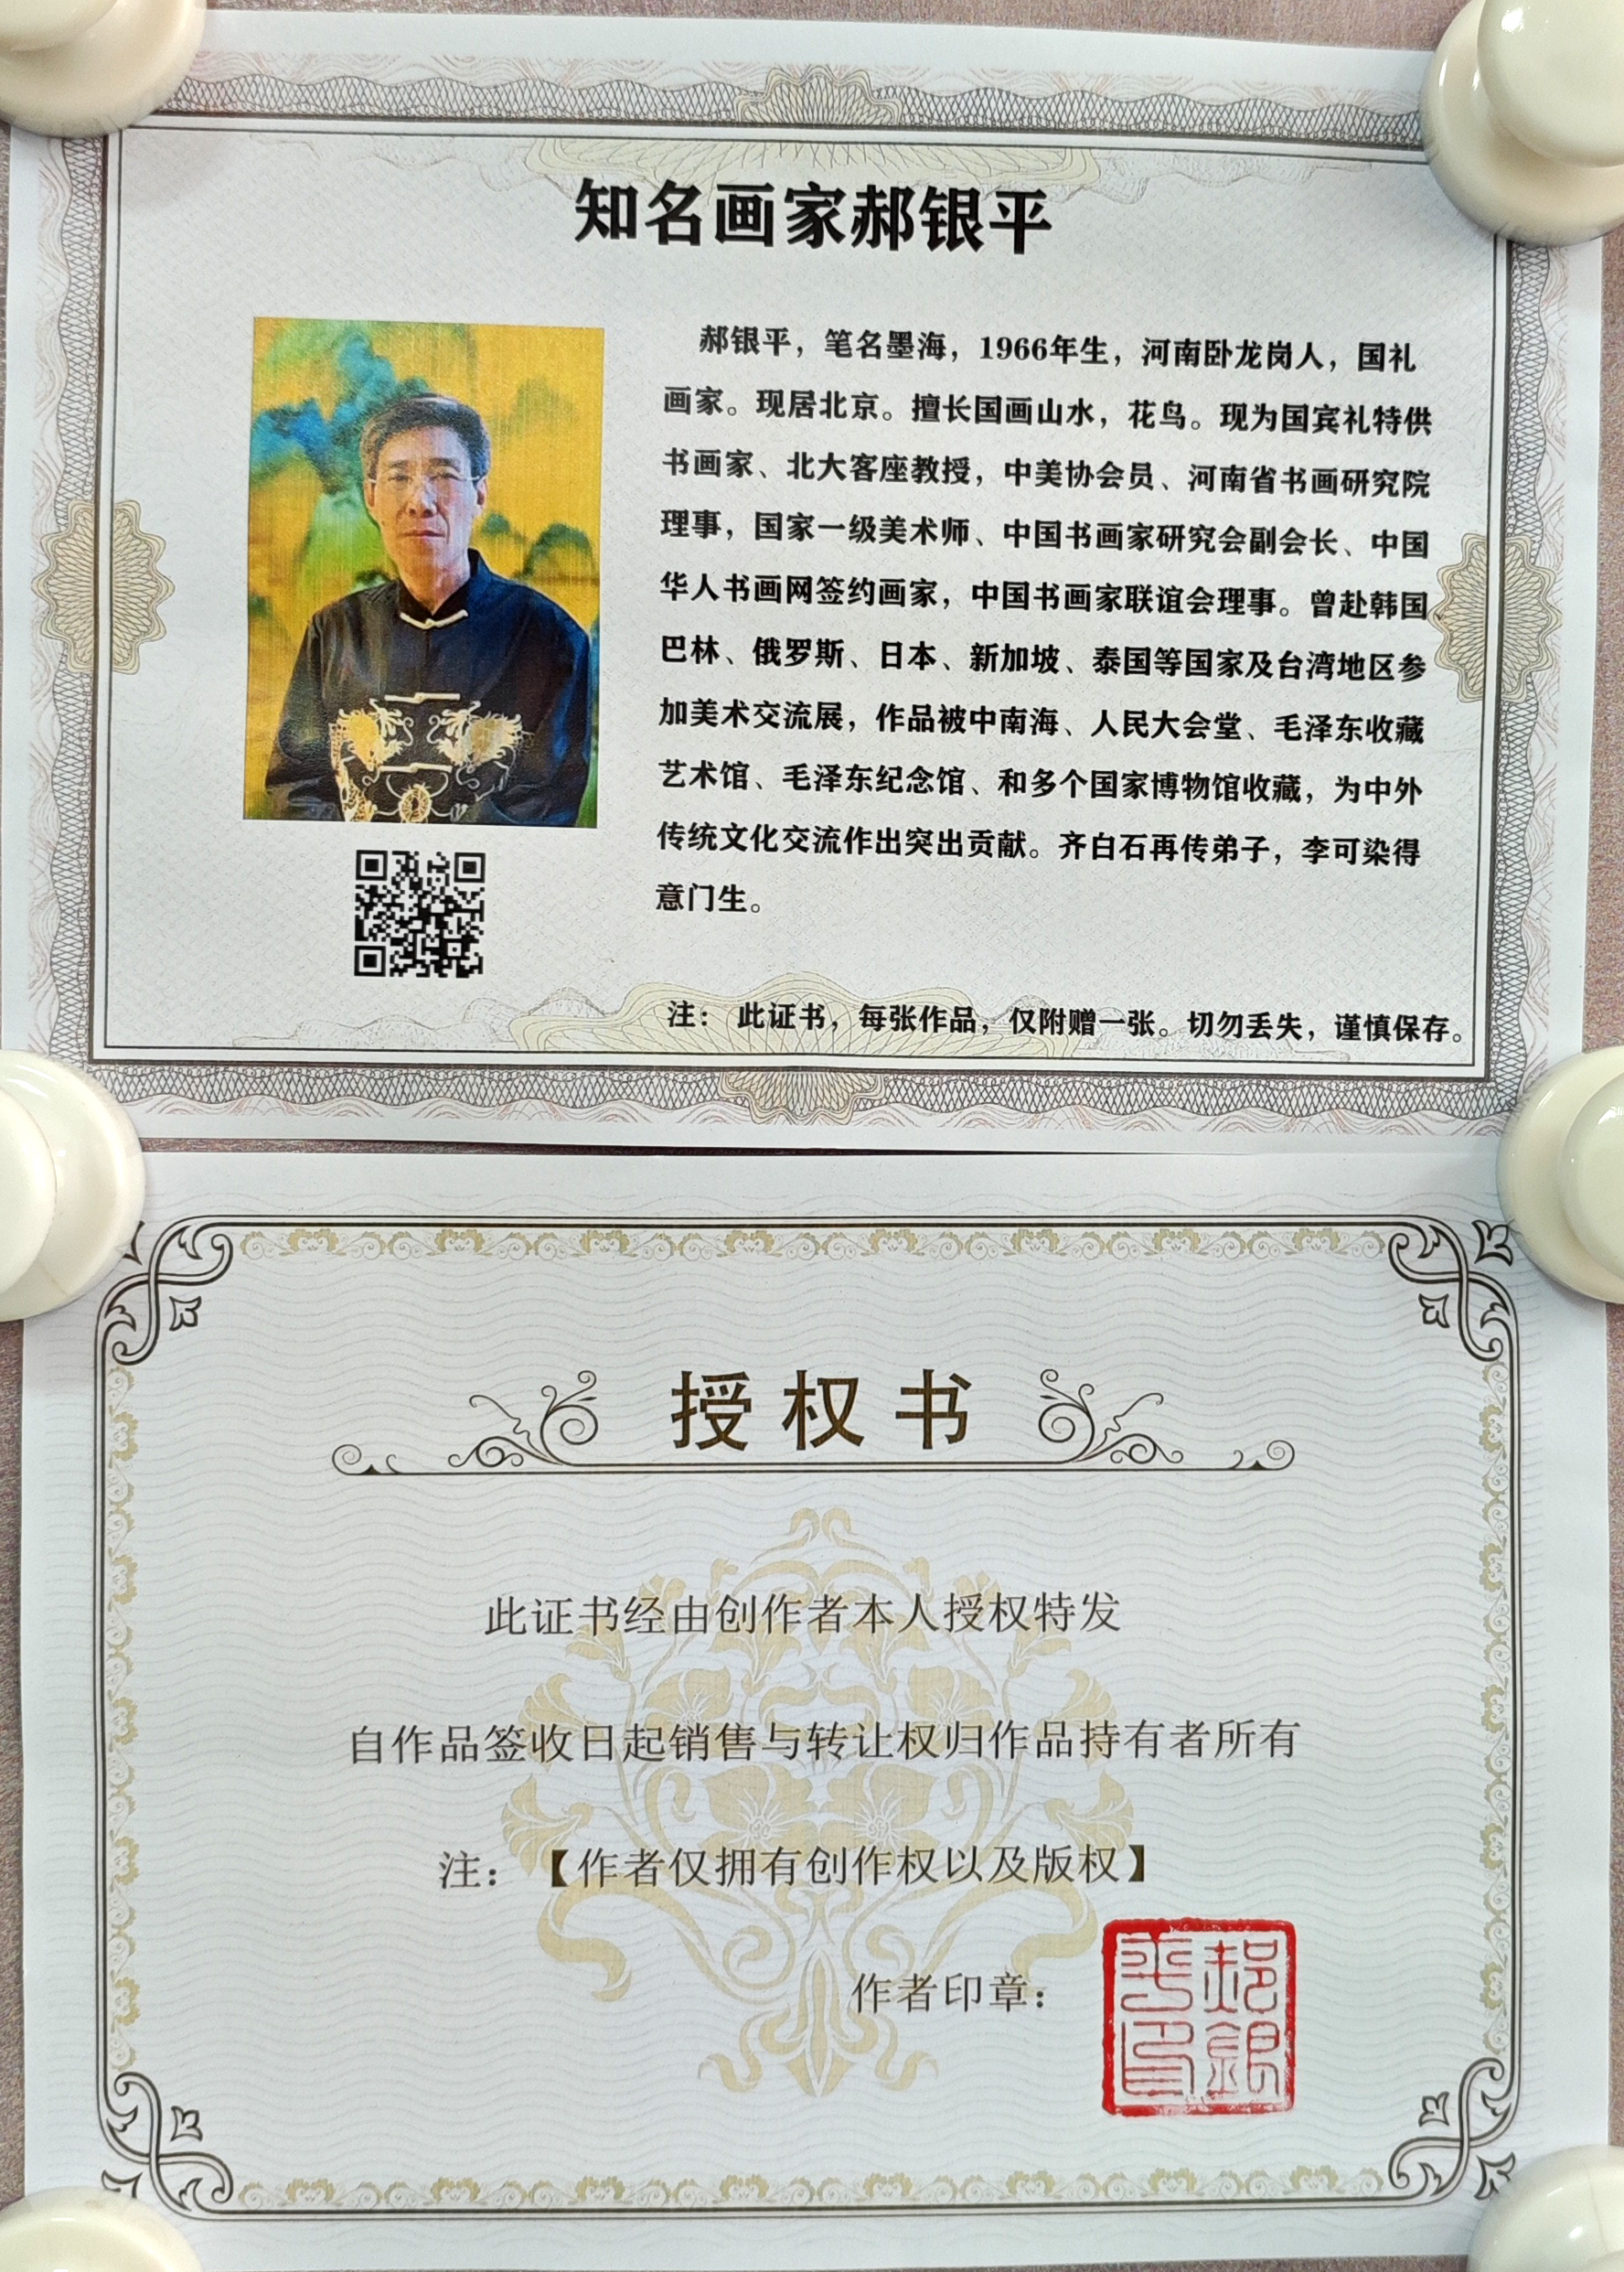 知名画家郝银平
郝银平，笔名墨海，1966年生，河南卧龙岗人，国礼
画家。现居北京。擅长国画山水，花鸟。现为国宾礼特供
书画家、北大客座教授，中美协会员、河南省书画研究院
理事，国家一级美术师、中国书画家研究会副会长、中国
华人书画网签约画家，中国书画家联谊会理事。曾赴韩国、
巴林、俄罗斯、日本、新加坡、泰国等国家及台湾地区参
加美术交流展，作品被中南海、人民大会堂、毛泽东收藏
艺术馆、毛泽东纪念馆、和多个国家博物馆收藏，为中外
传统文化交流作出突出贡献。齐白石再传弟子，李可染得
意门生。
注： 此证书，每张作品，仅附赠一张。切勿丢失，谨慎保存。
授权书
此证书经由创作者本人授权特发
自作品签收日起销售与转让权归作品持有者所有
注：【作者仅拥有创作权以及版权】
作者印章：
郝银平印